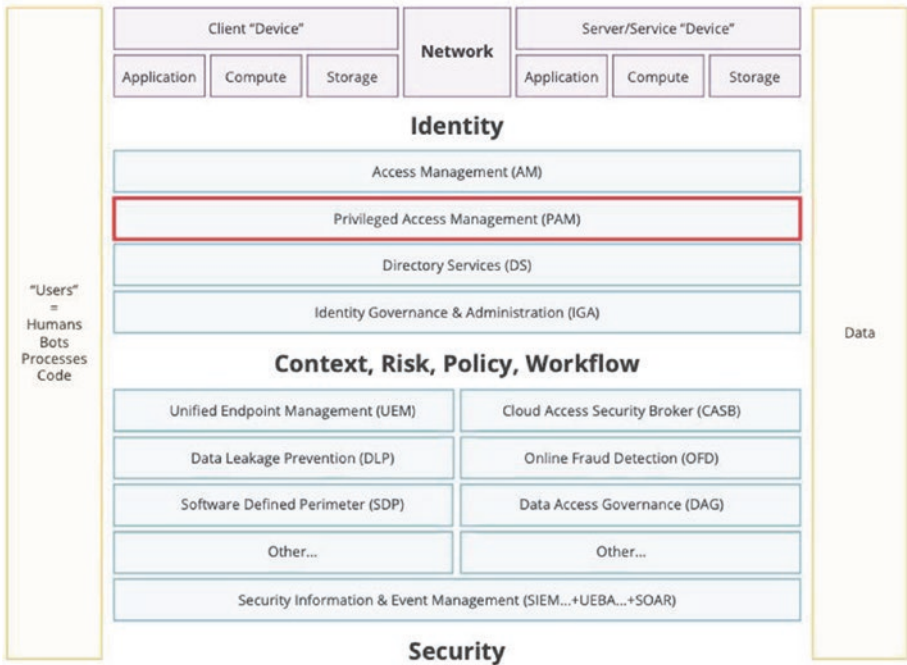 Client “Device”
Network
Server/Service “Device”
Application
Compute
Storage
Application
Compute
Storage
Identity
Access Management (AM)
Privileged Access Management (PAM)
Directory Services (DS)
Identity Governance & Administration (IGA)
“Users”
=
Humans
Bots
Processes
Code
Data
Context, Risk, Policy, Workflow
Unified Endpoint Management (UEM)
Cloud Access Security Broker (CASB)
Data Leakage Prevention (DLP)
Online Fraud Detection (OFD)
Software Defined Perimeter (SDP)
Data Access Governance (DAG)
Other...
Other...
Security Information & Event Management (SIEM...+UEBA...+SOAR)
Security